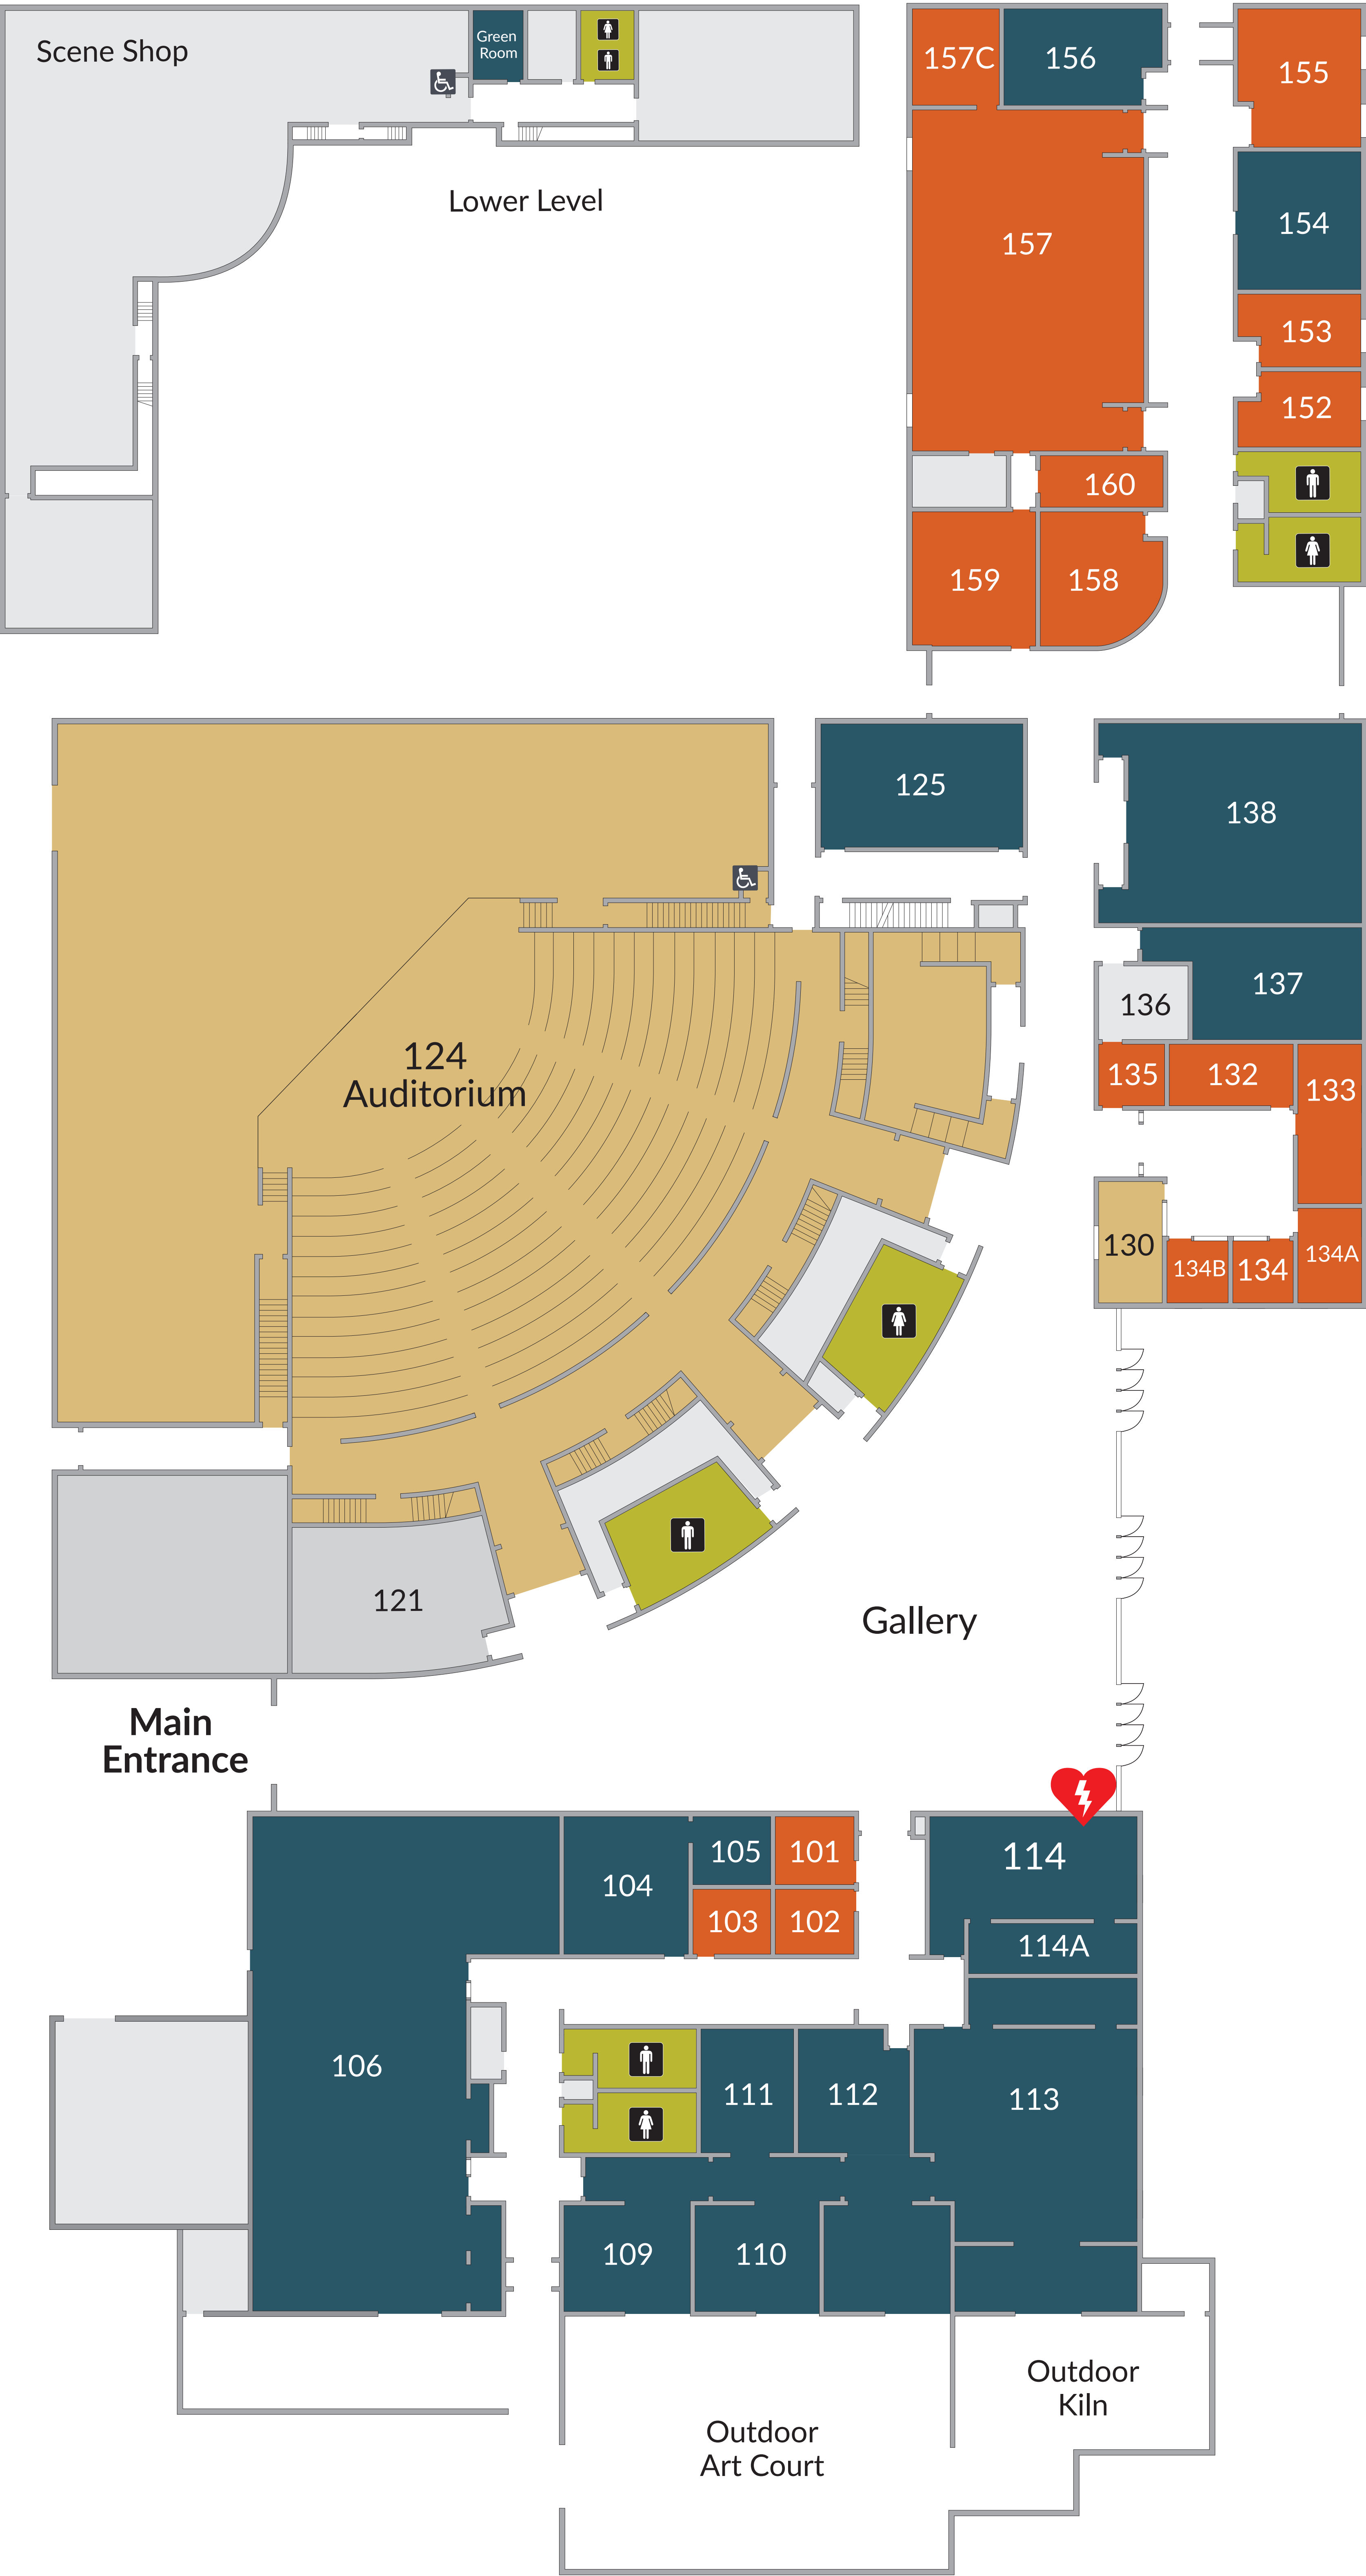 Scene Shop
Green
Room
Lower Level
157C
156
155
154
157
153
152
160
159
158
125
138
137
136
124
Auditorium
135
132
133
130
134B
134
134A
121
Gallery
Main
Entrance
101
105
104
103
102
114
114A
106
111
112
113
109
110
Outdoor
Kiln
Outdoor
Art Court